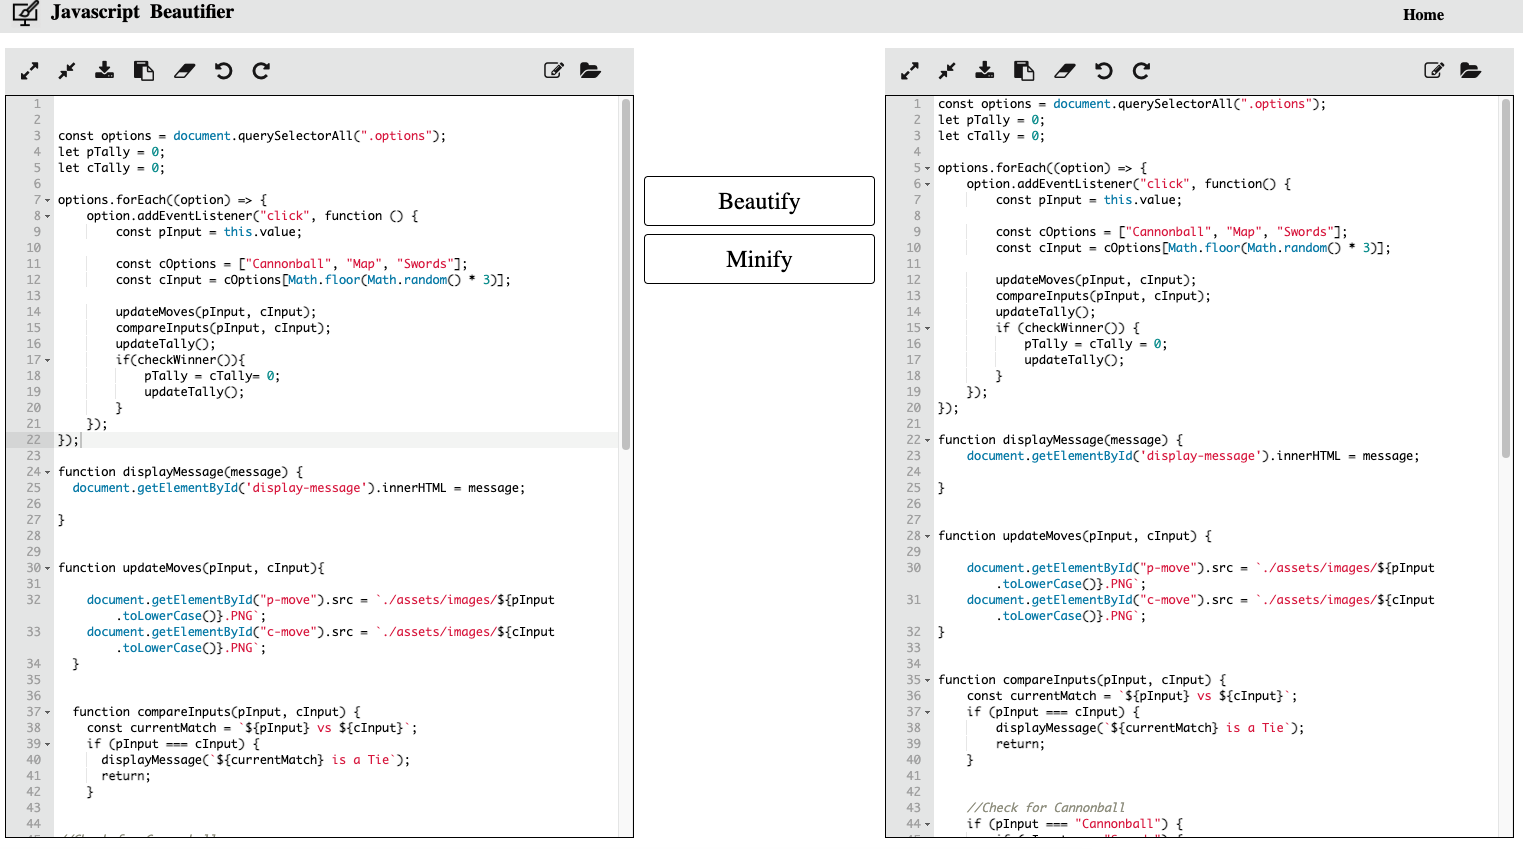 Javascript Beautifier
Home
1
2
3 const options = document.querySelectorAll(".options");
4 let pTally = 0;
5 let cTally = 0;
6
7 options.forEach((option) => {
8 option.addEventListener("click", function () {
9 const pInput = this.value;
10
11 const cOptions = ["Cannonball", "Map", "Swords"];
12 const cInput = cOptions[Math.floor(Math.random() * 3)];
13
14 updateMoves(pInput, cInput);
15 compareInputs(pInput, cInput);
16 updateTally();
17 if(checkWinner()){
18 pTally = cTally= 0;
19 updateTally();
20 }
21 });
22 });
23
24 function displayMessage(message) {
25 document.getElementById('display-message').innerHTML = message;
26
27 }
28
29
30 function updateMoves(pInput, cInput){
31
32 document.getElementById("p-move").src = `./assets/images/${pInput
.toLowerCase()}.PNG`;
33 document.getElementById("c-move").src = `./assets/images/${cInput
.toLowerCase()}.PNG`;
34 }
35
36
37 function compareInputs(pInput, cInput) {
38 const currentMatch = `${pInput} vs ${cInput}`;
39 if (pInput === cInput) {
40 displayMessage(`${currentMatch} is a Tie`);
41 return;
42 }
43
44
Beautify
Minify
1 const options = document.querySelectorAll(".options");
2 let pTally = 0;
3 let cTally = 0;
4
5 options.forEach((option) => {
6 option.addEventListener("click", function() {
7 const pInput = this.value;
8
9 const cOptions = ["Cannonball", "Map", "Swords"];
10 const cInput = cOptions[Math.floor(Math.random() * 3)];
11
12 updateMoves(pInput, cInput);
13 compareInputs(pInput, cInput);
14 updateTally();
15 if (checkWinner()) {
16 pTally = cTally = 0;
17 updateTally();
18 }
19 });
20 });
21
22 function displayMessage(message) {
23 document.getElementById('display-message').innerHTML = message;
24
25 }
26
27
28 function updateMoves(pInput, cInput) {
29
30 document.getElementById("p-move").src = `./assets/images/${pInput
.toLowerCase()}.PNG`;
31 document.getElementById("c-move").src = `./assets/images/${cInput
.toLowerCase()}.PNG`;
32 }
33
34
35 function compareInputs(pInput, cInput) {
36 const currentMatch = `${pInput} vs ${cInput}`;
37 if (pInput === cInput) {
38 displayMessage(`${currentMatch} is a Tie`);
39 return;
40 }
41
42
43 //Check for Cannonball
44 if (pInput === "Cannonball") {